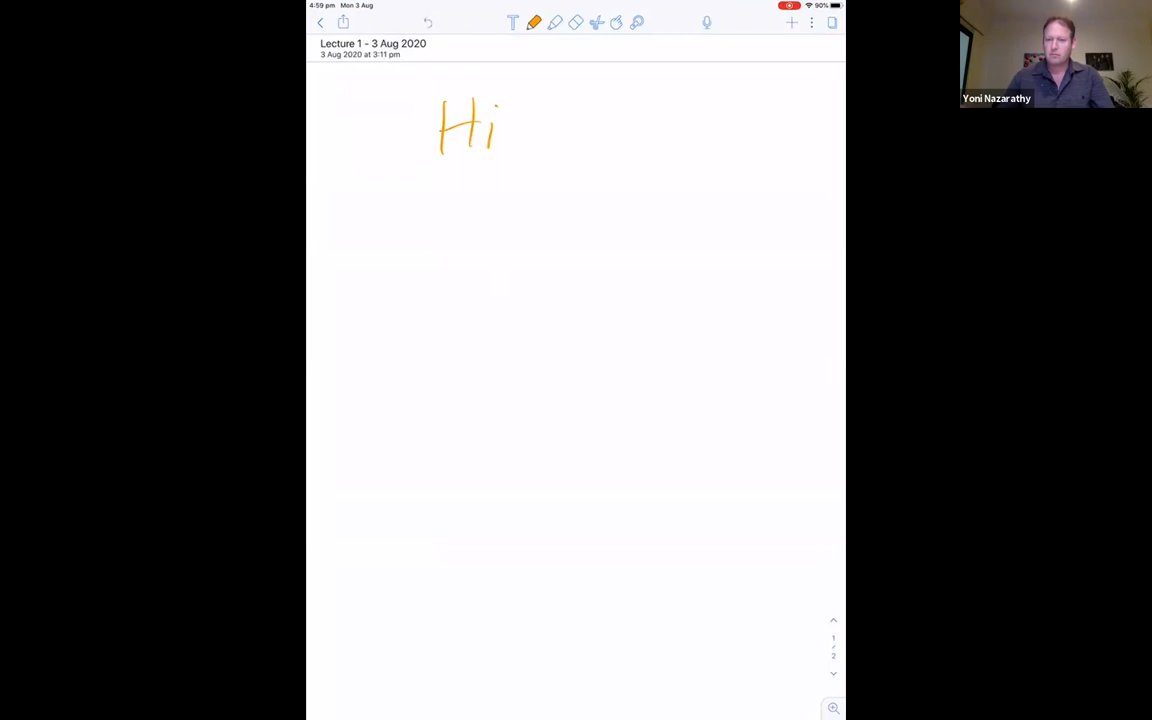 4:59 pm Mon 3 Aug
90%
T
Lecture 1 - 3 Aug 2020
3 Aug 2020 at 3:11 pm
Hi
Yoni Nazarathy
1
/
2